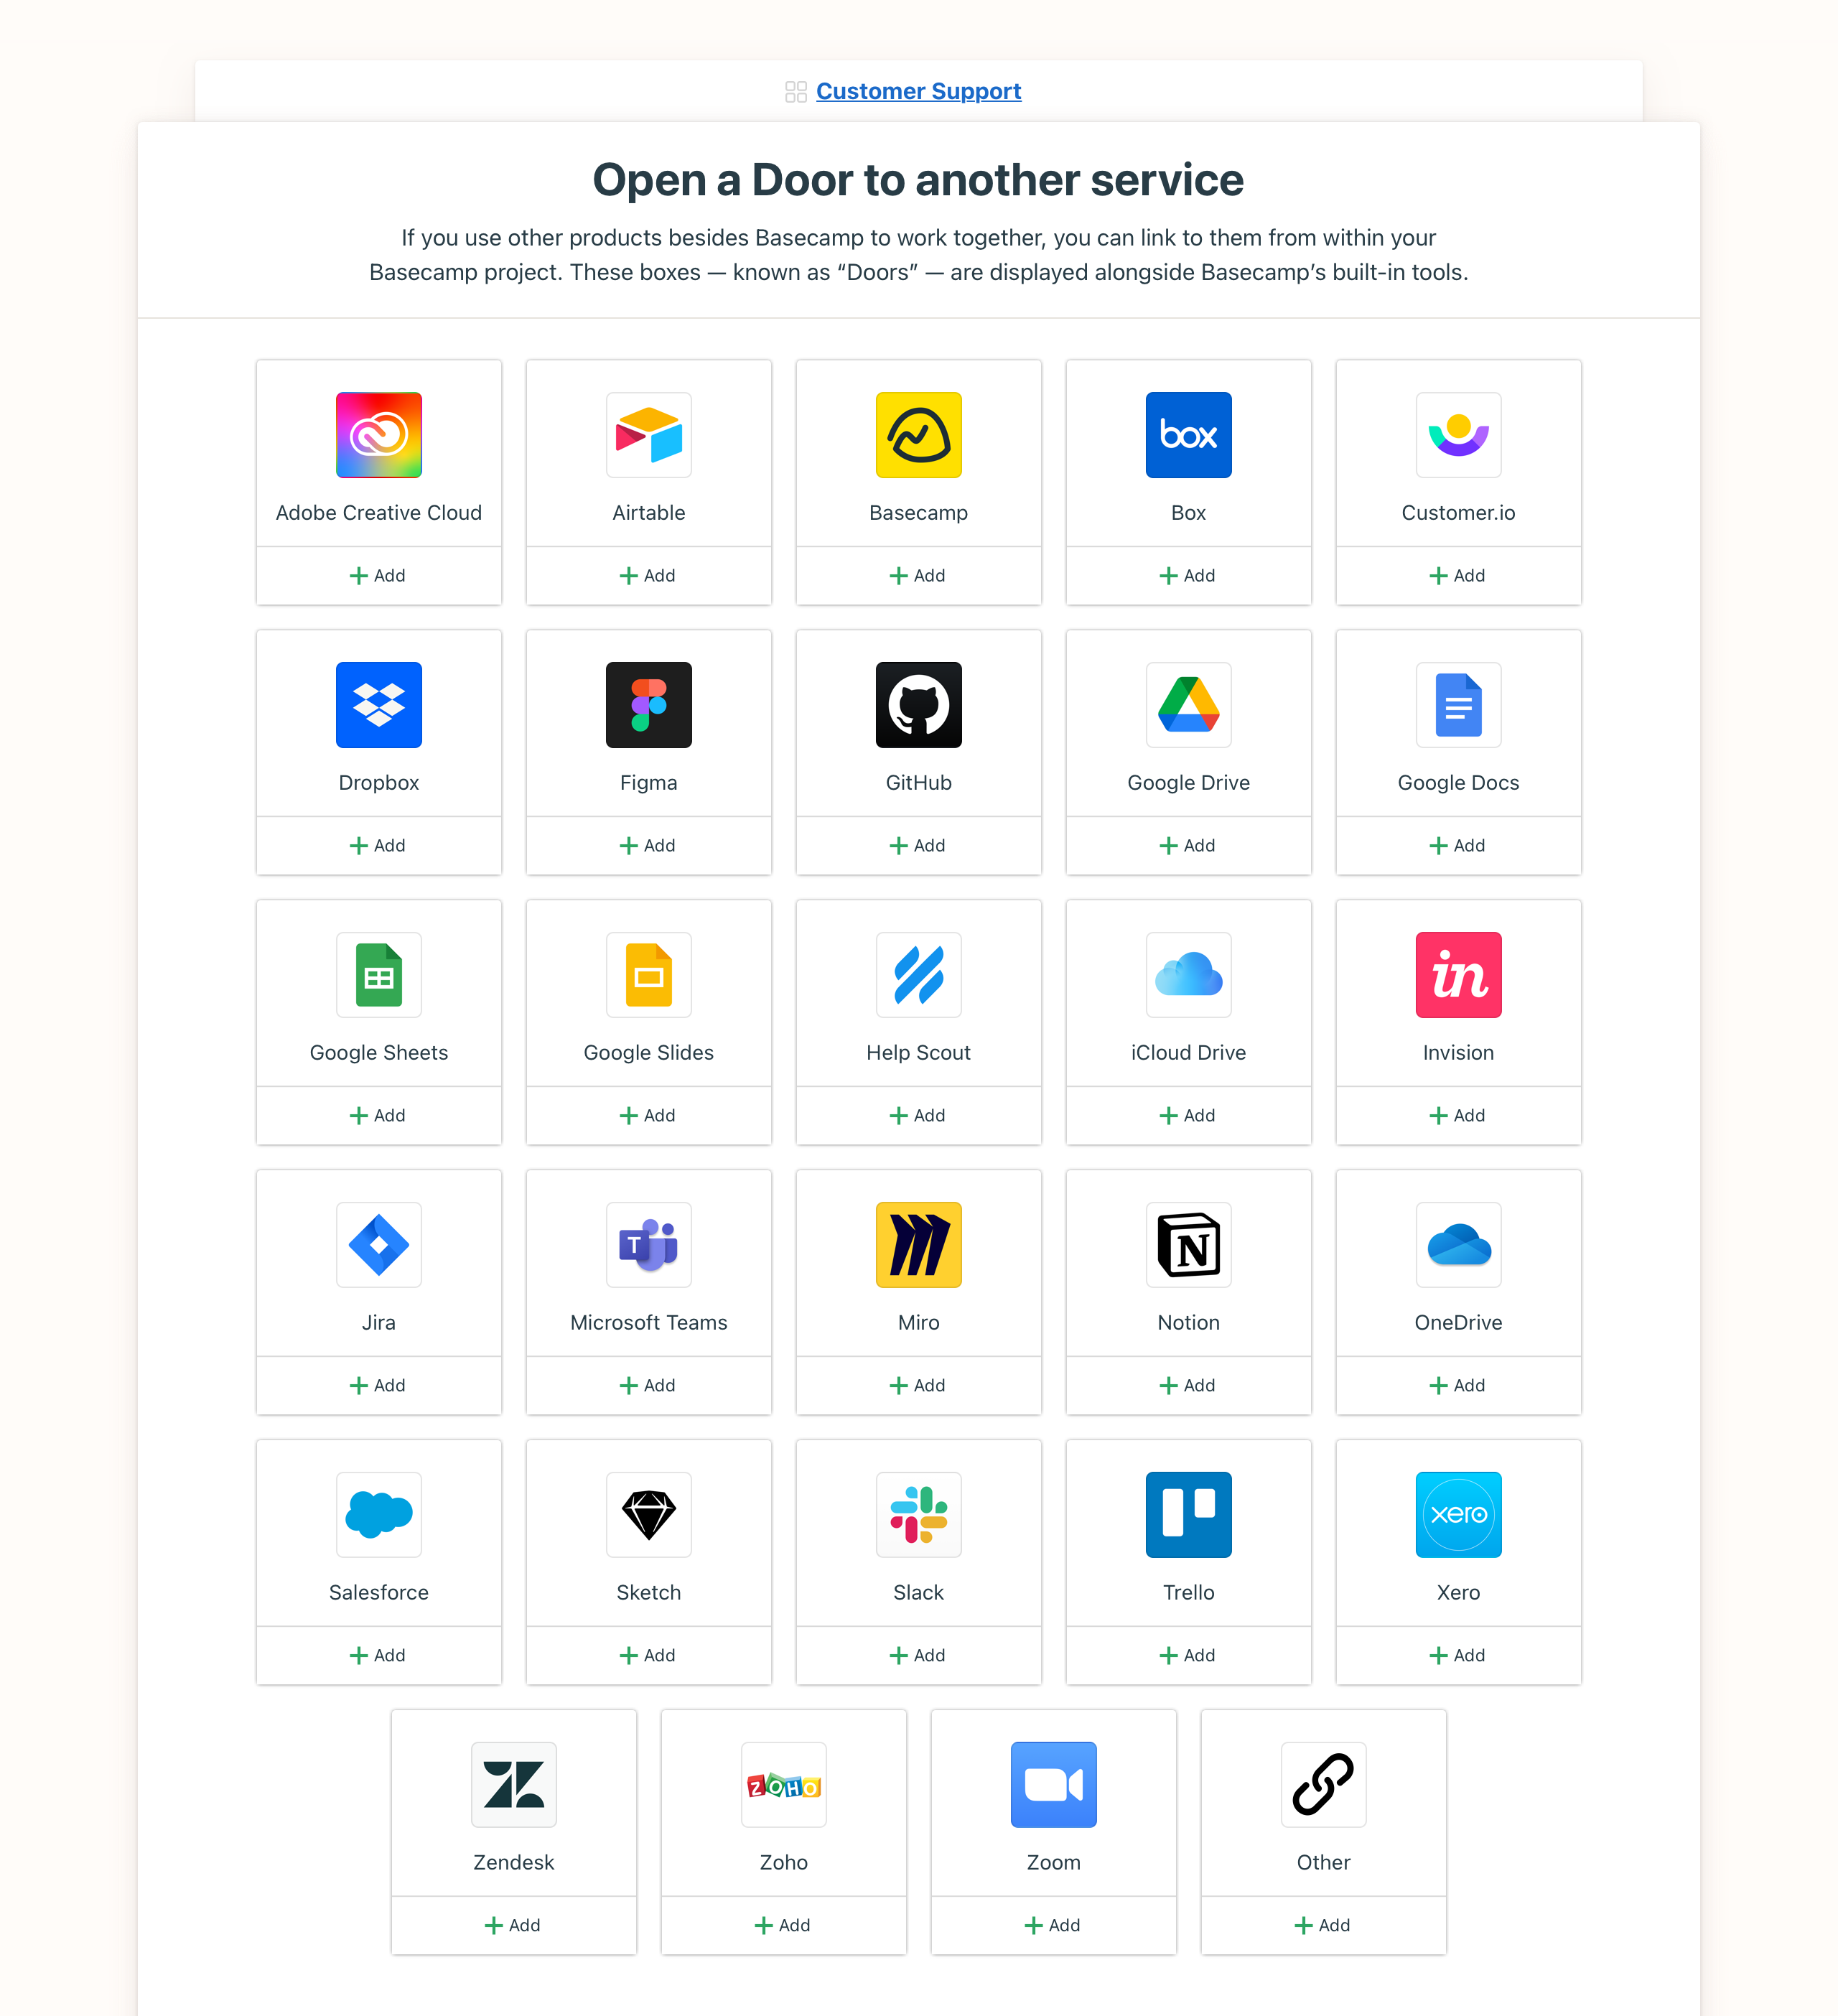 Customer Support
Open a Door to another service
If you use other products besides Basecamp to work together, you can link to them from within your
Basecamp project. These boxes — known as “Doors” — are displayed alongside Basecamp’s built-in tools.
box
Adobe Creative Cloud
Airtable
Basecamp
Box
Customer.io
Add
Add
Add
Add
Add
Dropbox
Figma
GitHub
Google Drive
Google Docs
Add
Add
Add
Add
Add
in
Google Sheets
Google Slides
Help Scout
iCloud Drive
Invision
Add
Add
Add
Add
Add
T
N
Jira
Microsoft Teams
Miro
Notion
OneDrive
Add
Add
Add
Add
Add
xero
Salesforce
Sketch
Slack
Trello
Xero
Add
Add
Add
Add
Add
ZOHO
Zendesk
Zoho
Zoom
Other
Add
Add
Add
Add